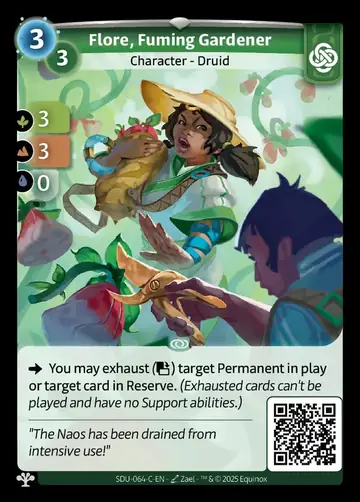 3
Flore, Fuming Gardener
3
Character - Druid
3
3
0
You may exhaust () target Permanent in play
or target card in Reserve. (Exhausted cards can't be
played and have no Support abilities.)
"The Naos has been drained from
intensive use!"
SDU-064-C-EN - Zael - ™ & © 2025 Equinox